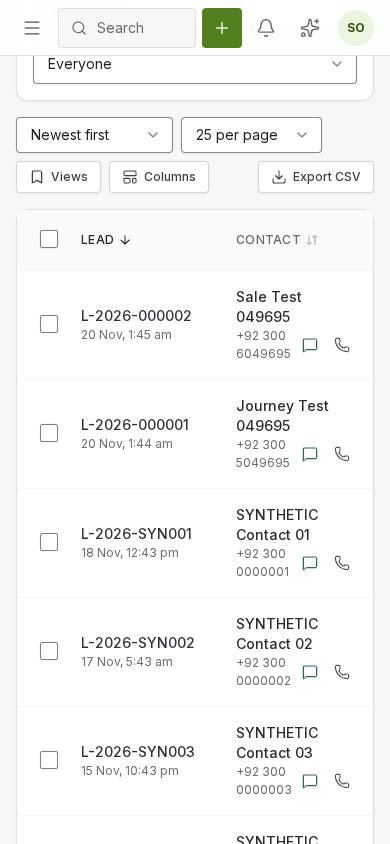 Search
SO
Everyone
Newest first
25 per page
Views
Columns
Export CSV
LEAD
CONTACT
L-2026-000002
20 Nov, 1:45 am
Sale Test
049695
+92 300
6049695
L-2026-000001
20 Nov, 1:44 am
Journey Test
049695
+92 300
5049695
L-2026-SYN001
18 Nov, 12:43 pm
SYNTHETIC
Contact 01
+92 300
0000001
L-2026-SYN002
17 Nov, 5:43 am
SYNTHETIC
Contact 02
+92 300
0000002
L-2026-SYN003
15 Nov, 10:43 pm
SYNTHETIC
Contact 03
+92 300
0000003
SYNTHETIC